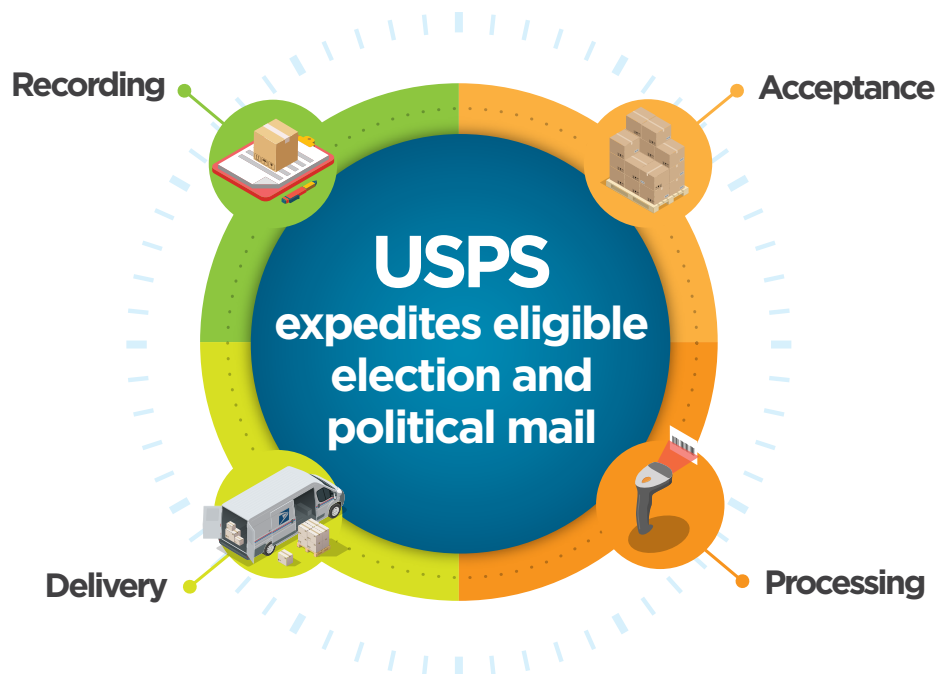 Recording
Acceptance
USPS
expedites eligible
election and
political mail
Delivery
Processing